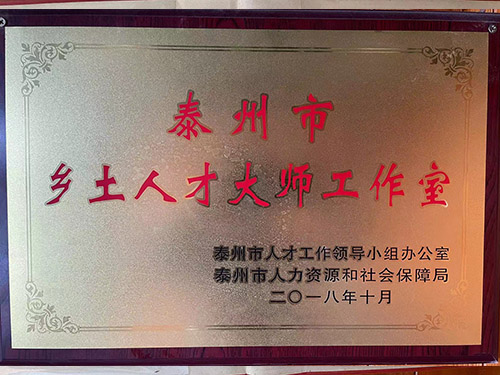 泰州市
乡土人才大师工作室
泰州市人才工作领导小组办公室
泰州市人力资源和社会保障局
二〇一八年十月